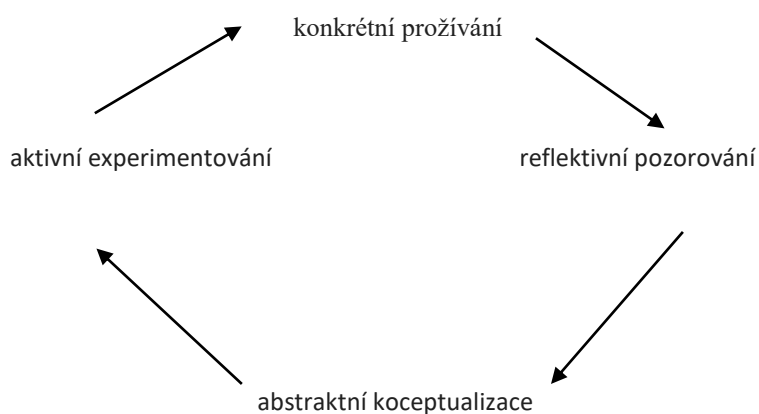 konkrétní prožívání
aktivní experimentování
reflektivní pozorování
abstraktní koceptualizace